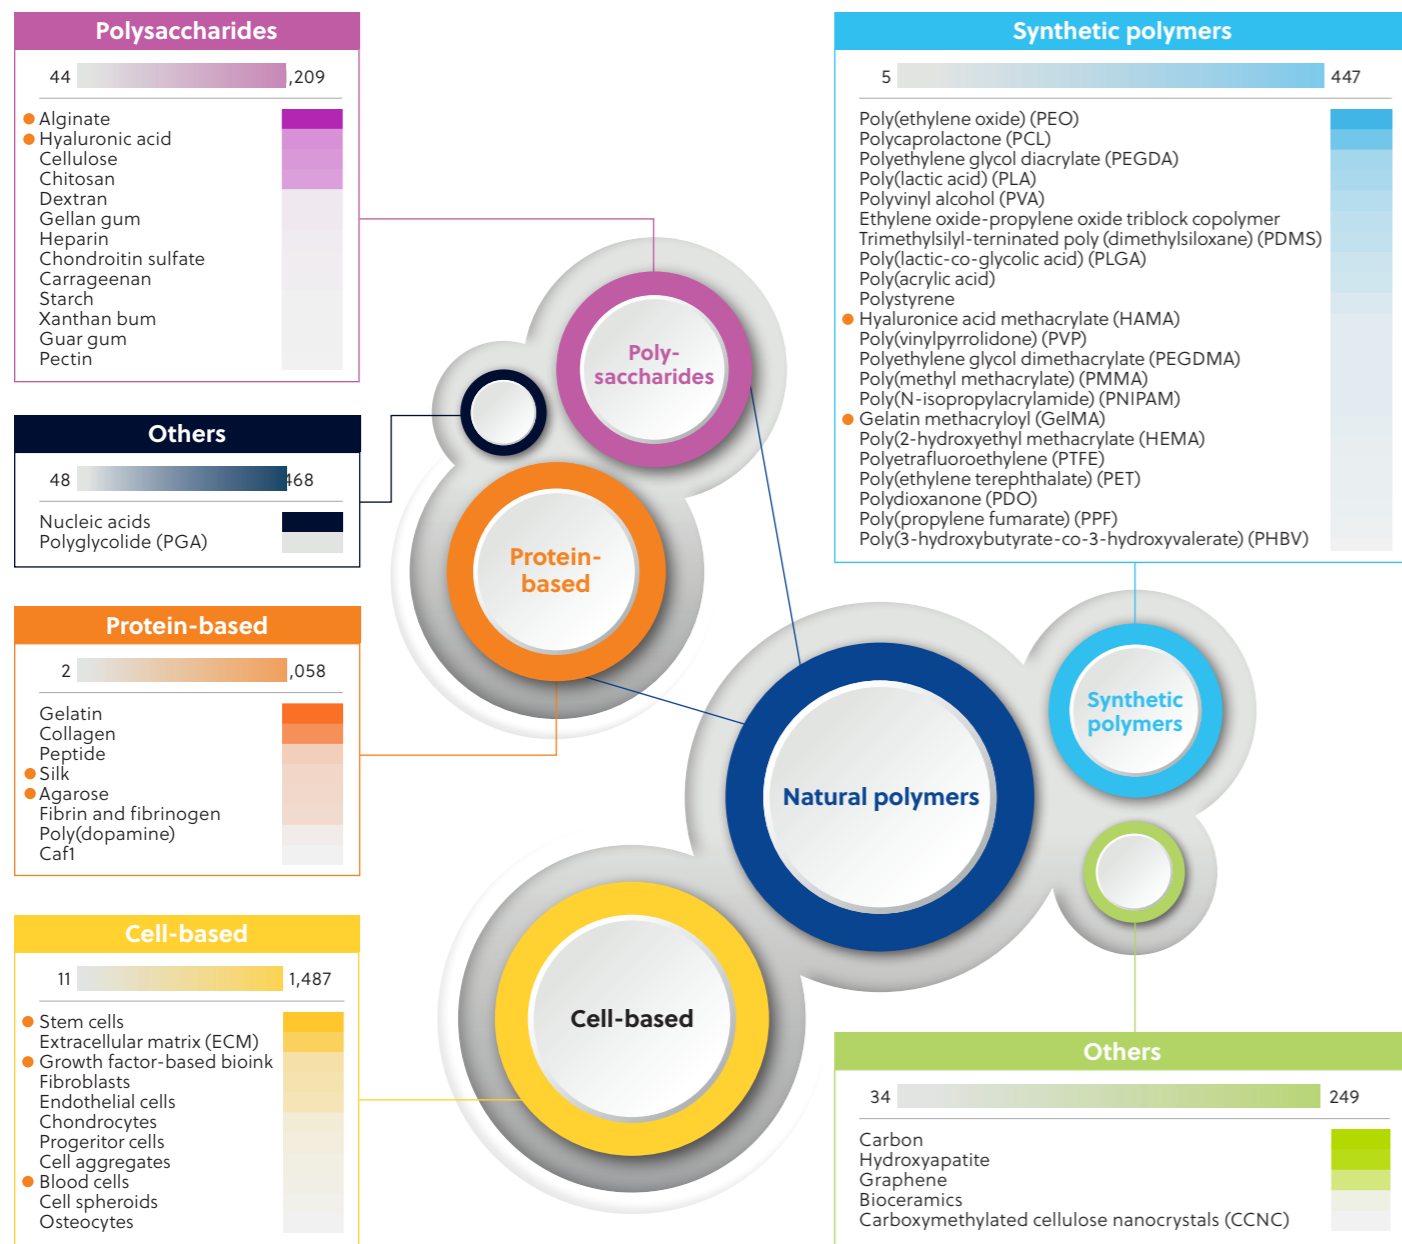 Polysaccharides
44 ,209
Alginate
Hyaluronic acid
Cellulose
Chitosan
Dextran
Gellan gum
Heparin
Chondroitin sulfate
Carrageenan
Starch
Xanthan bum
Guar gum
Pectin
Others
48 468
Nucleic acids
Polyglycolide (PGA)
Protein-based
2 ,058
Gelatin
Collagen
Peptide
Silk
Agarose
Fibrin and fibrinogen
Poly(dopamine)
Caf1
Cell-based
11 1,487
Stem cells
Extracellular matrix (ECM)
Growth factor-based bioink
Fibroblasts
Endothelial cells
Chondrocytes
Progeritor cells
Cell aggregates
Blood cells
Cell spheroids
Osteocytes
Poly-
saccharides
Protein-
based
Natural polymers
Cell-based
Synthetic
polymers
Synthetic polymers
5 447
Poly(ethylene oxide) (PEO)
Polycaprolactone (PCL)
Polyethylene glycol diacrylate (PEGDA)
Poly(lactic acid) (PLA)
Polyvinyl alcohol (PVA)
Ethylene oxide-propylene oxide triblock copolymer
Trimethylsilyl-terninated poly (dimethylsiloxane) (PDMS)
Poly(lactic-co-glycolic acid) (PLGA)
Poly(acrylic acid)
Polystyrene
Hyaluronice acid methacrylate (HAMA)
Poly(vinylpyrrolidone) (PVP)
Polyethylene glycol dimethacrylate (PEGDMA)
Poly(methyl methacrylate) (PMMA)
Poly(N-isopropylacrylamide) (PNIPAM)
Gelatin methacryloyl (GelMA)
Poly(2-hydroxyethyl methacrylate (HEMA)
Polyetrafluoroethylene (PTFE)
Poly(ethylene terephthalate) (PET)
Polydioxanone (PDO)
Poly(propylene fumarate) (PPF)
Poly(3-hydroxybutyrate-co-3-hydroxyvalerate) (PHBV)
Others
34 249
Carbon
Hydroxyapatite
Graphene
Bioceramics
Carboxymethylated cellulose nanocrystals (CCNC)